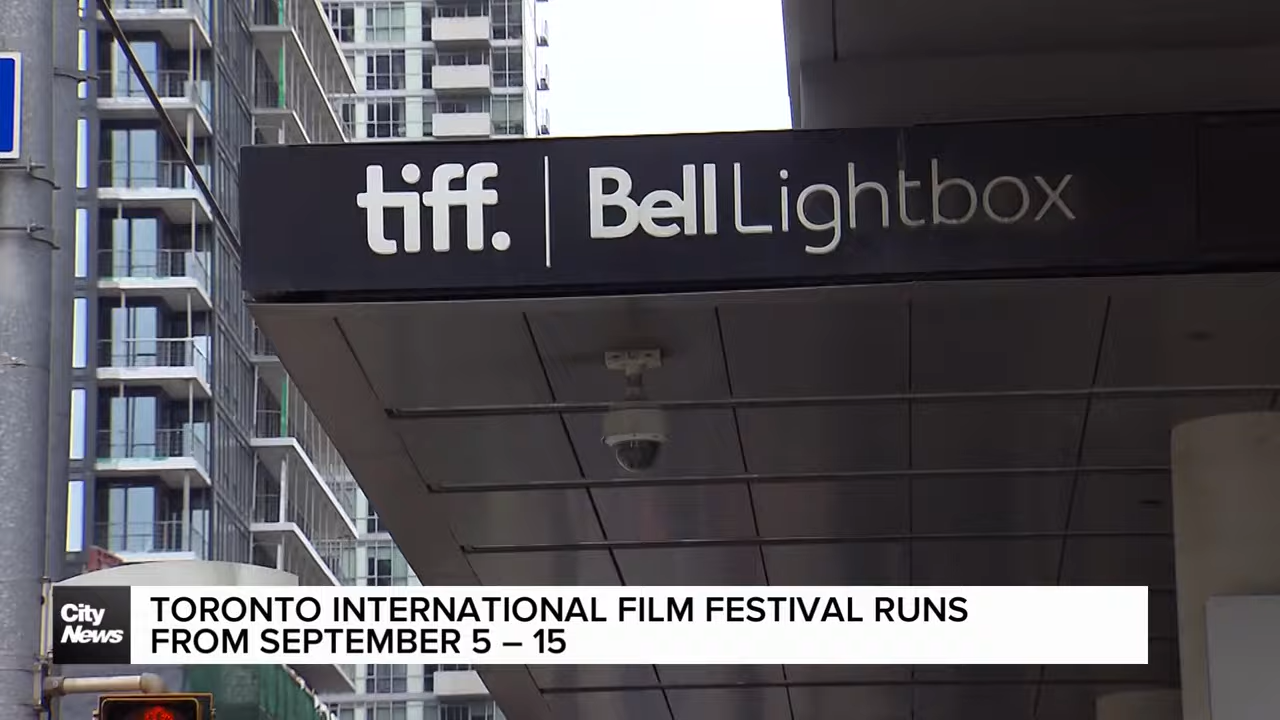 tiff. | Bell Lightbox
City
News
TORONTO INTERNATIONAL FILM FESTIVAL RUNS
FROM SEPTEMBER 5 – 15